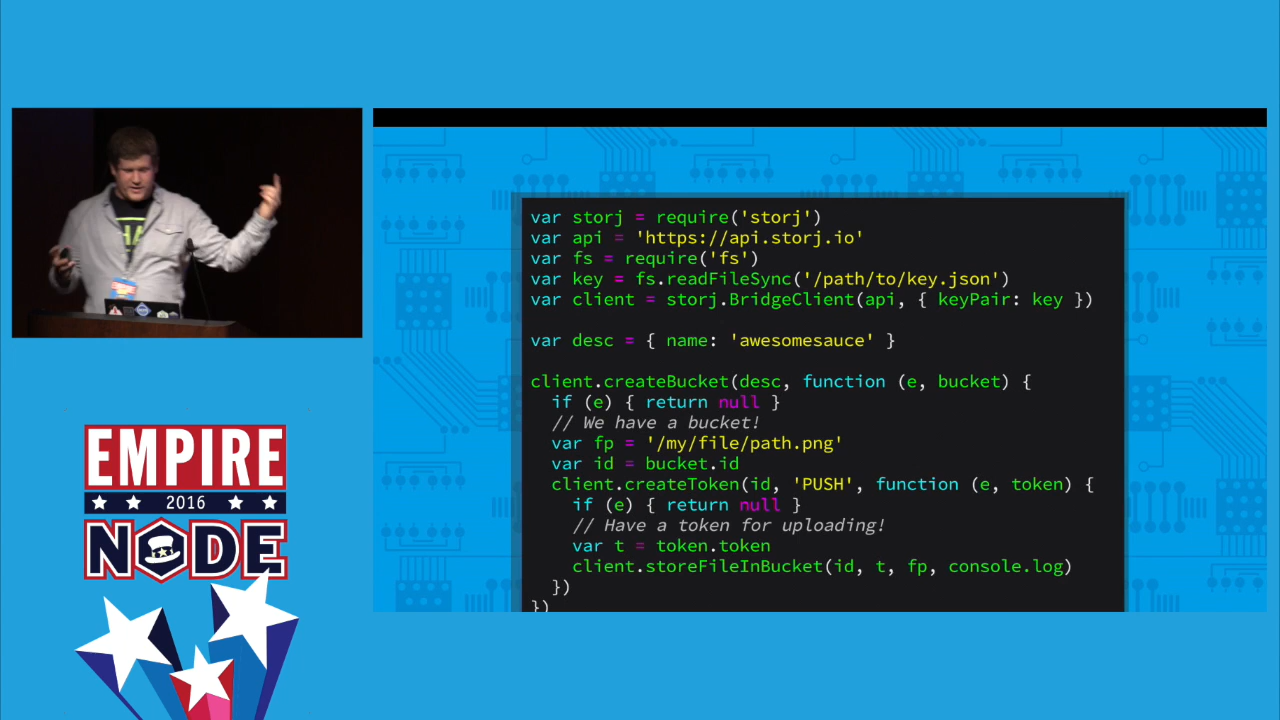 var storj = require('storj')
var api = 'https://api.storj.io'
var fs = require('fs')
var key = fs.readFileSync('/path/to/key.json')
var client = storj.BridgeClient(api, { keyPair: key })
var desc = { name: 'awesomesauce' }
client.createBucket(desc, function (e, bucket) {
if (e) { return null }
// We have a bucket!
var fp = '/my/file/path.png'
var id = bucket.id
client.createToken(id, 'PUSH', function (e, token) {
if (e) { return null }
// Have a token for uploading!
var t = token.token
client.storeFileInBucket(id, t, fp, console.log)
})
})
EMPIRE
2016
NODE